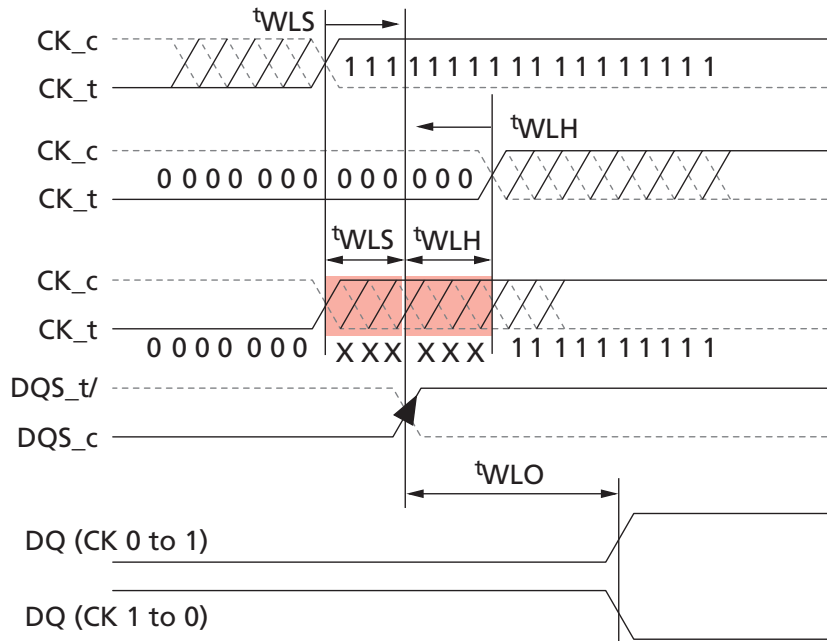 tWLS
CK_c
1 1 1 1 1 1 1 1 1 1 1 1 1 1 1 1 1
CK_t
tWLH
CK_c
0 0 0 0 0 0 0 0 0 0 0 0 0
CK_t
tWLS tWLH
CK_c
CK_t
0 0 0 0 0 0 0 X X X X X X 1 1 1 1 1 1 1 1 1
DQS_t/
DQS_c
tWLO
DQ (CK 0 to 1)
DQ (CK 1 to 0)